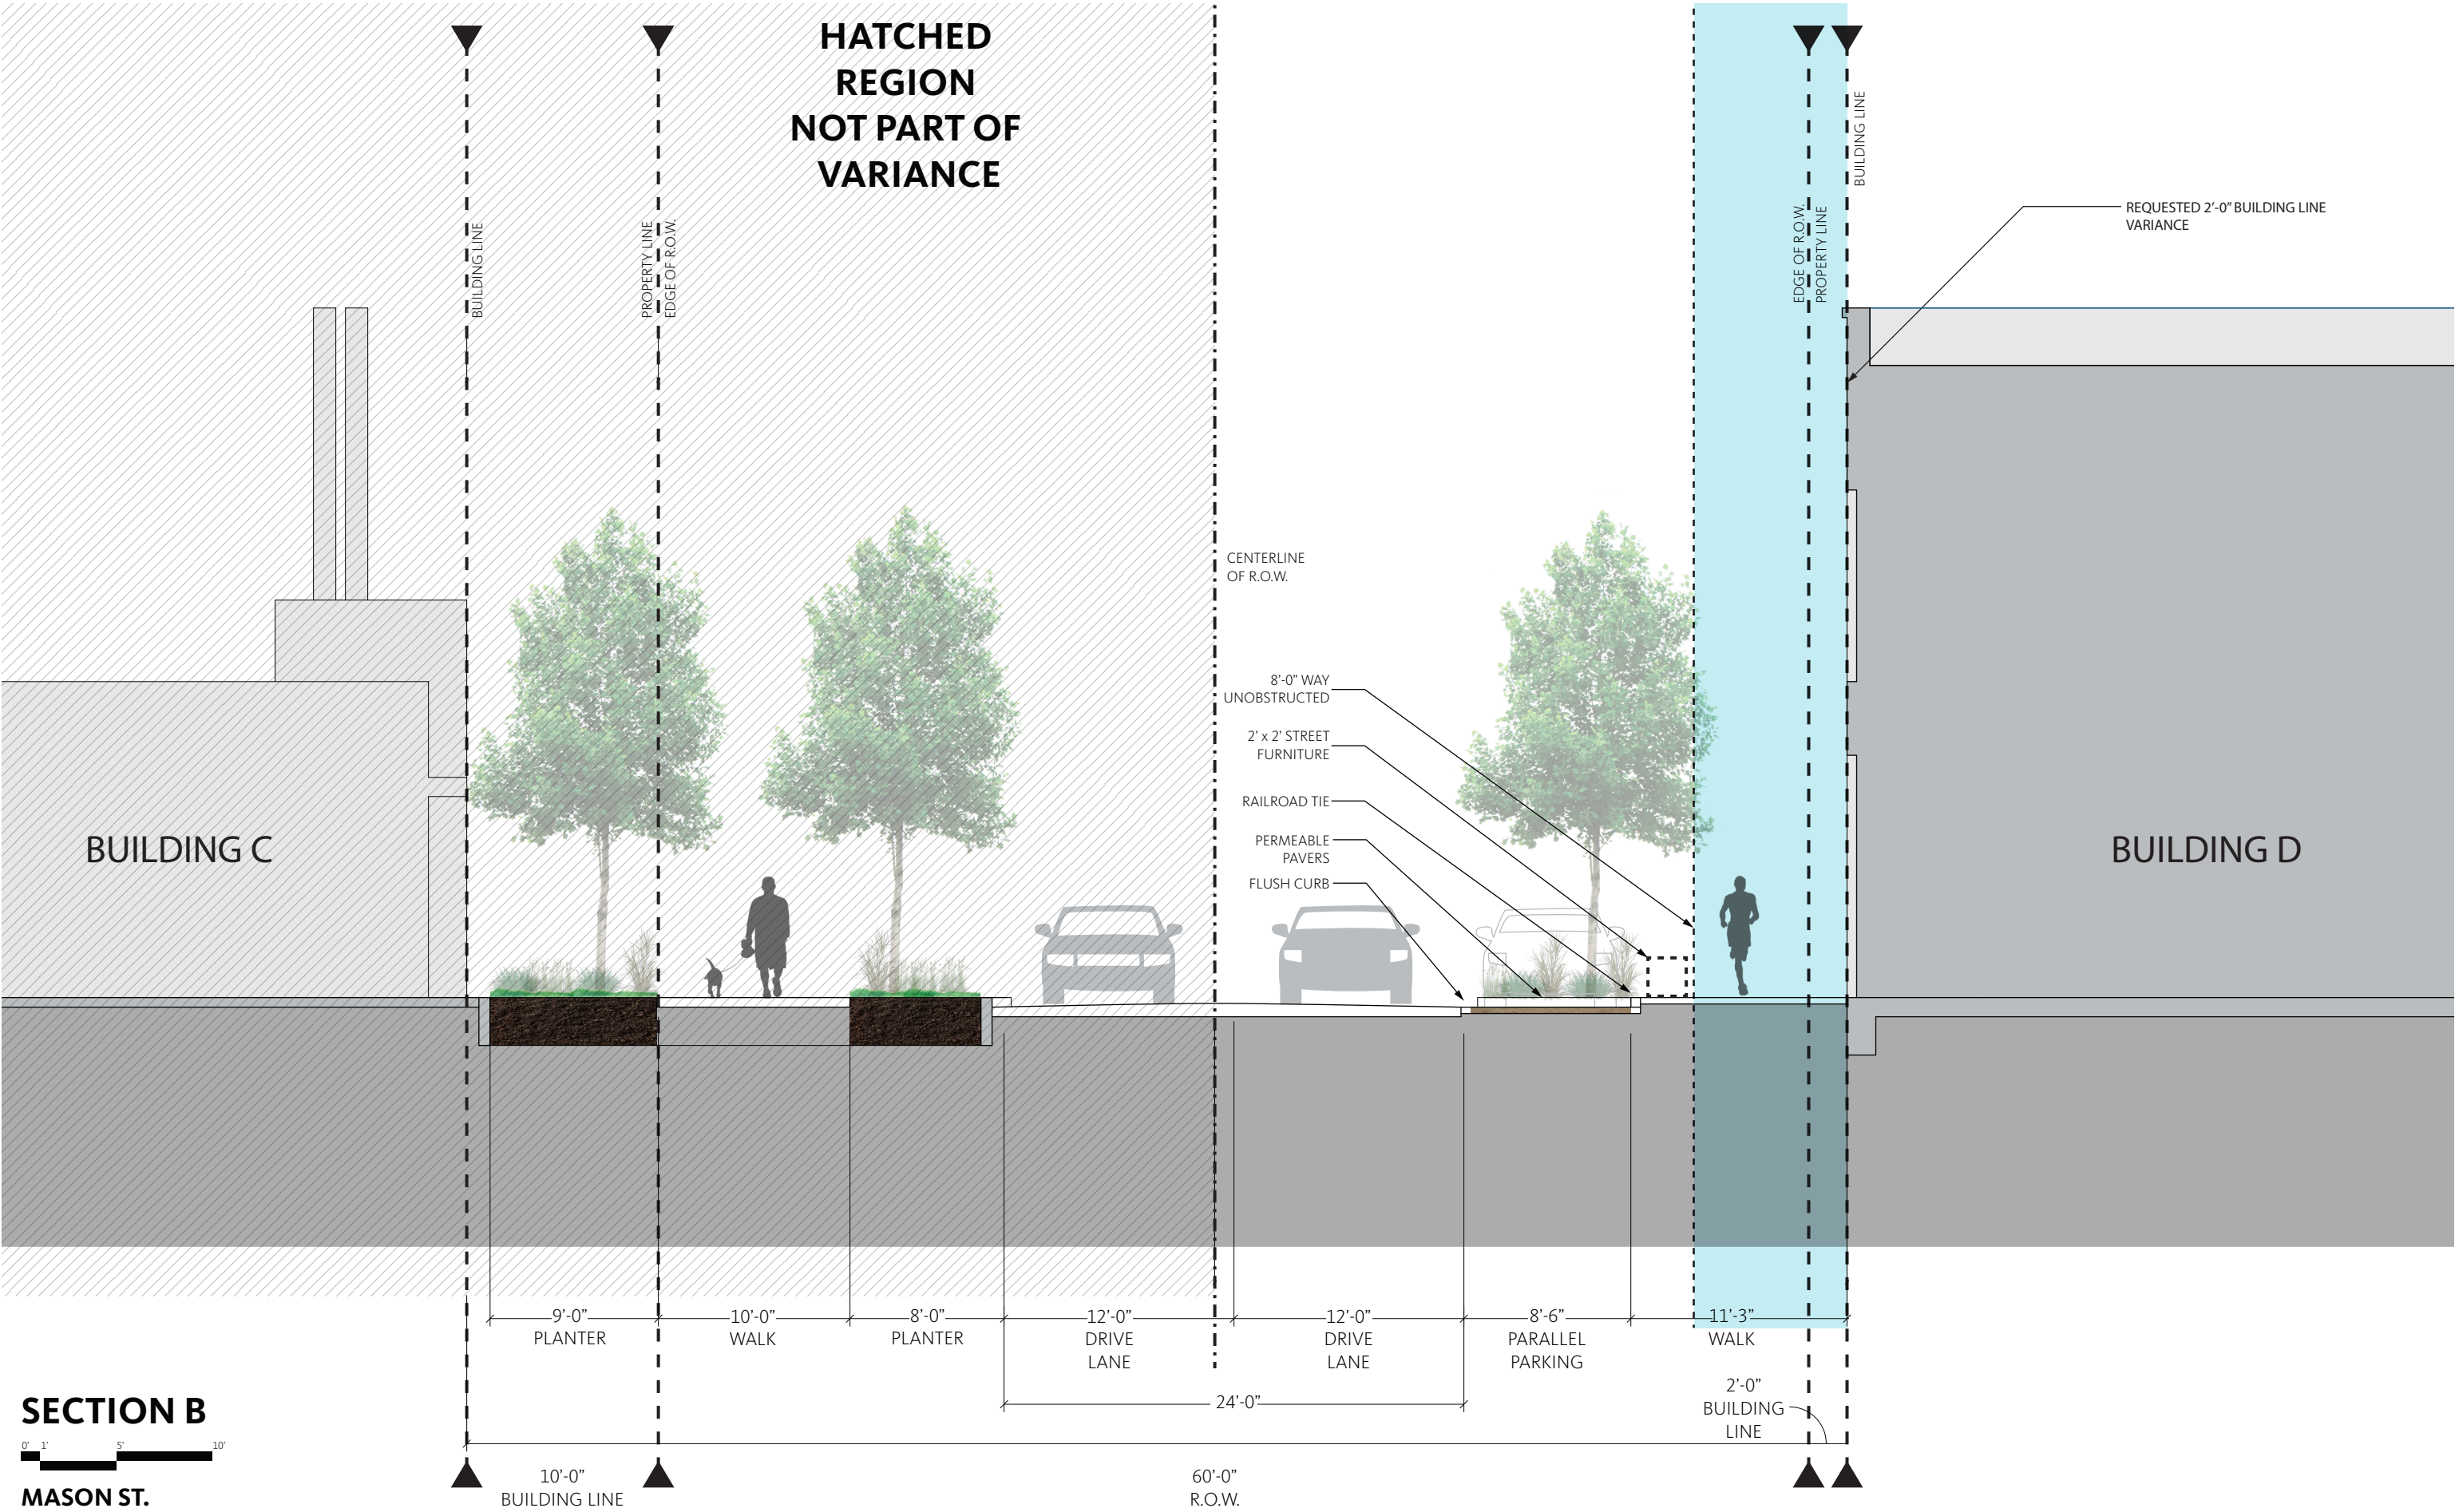 HATCHED
REGION
NOT PART OF
VARIANCE
BUILDING LINE
PROPERTY LINE
EDGE OF R.O.W.
EDGE OF R.O.W.
PROPERTY LINE
BUILDING LINE
REQUESTED 2'-0" BUILDING LINE
VARIANCE
CENTERLINE
OF R.O.W.
8'-0" WAY
UNOBSTRUCTED
2' x 2' STREET
FURNITURE
RAILROAD TIE
PERMEABLE
PAVERS
FLUSH CURB
BUILDING C
BUILDING D
9'-0"
PLANTER
10'-0"
WALK
8'-0"
PLANTER
12'-0"
DRIVE
LANE
12'-0"
DRIVE
LANE
8'-6"
PARALLEL
PARKING
11'-3"
WALK
24'-0"
2'-0"
BUILDING
LINE
10'-0"
BUILDING LINE
60'-0"
R.O.W.
SECTION B
0' 1' 5' 10'
MASON ST.